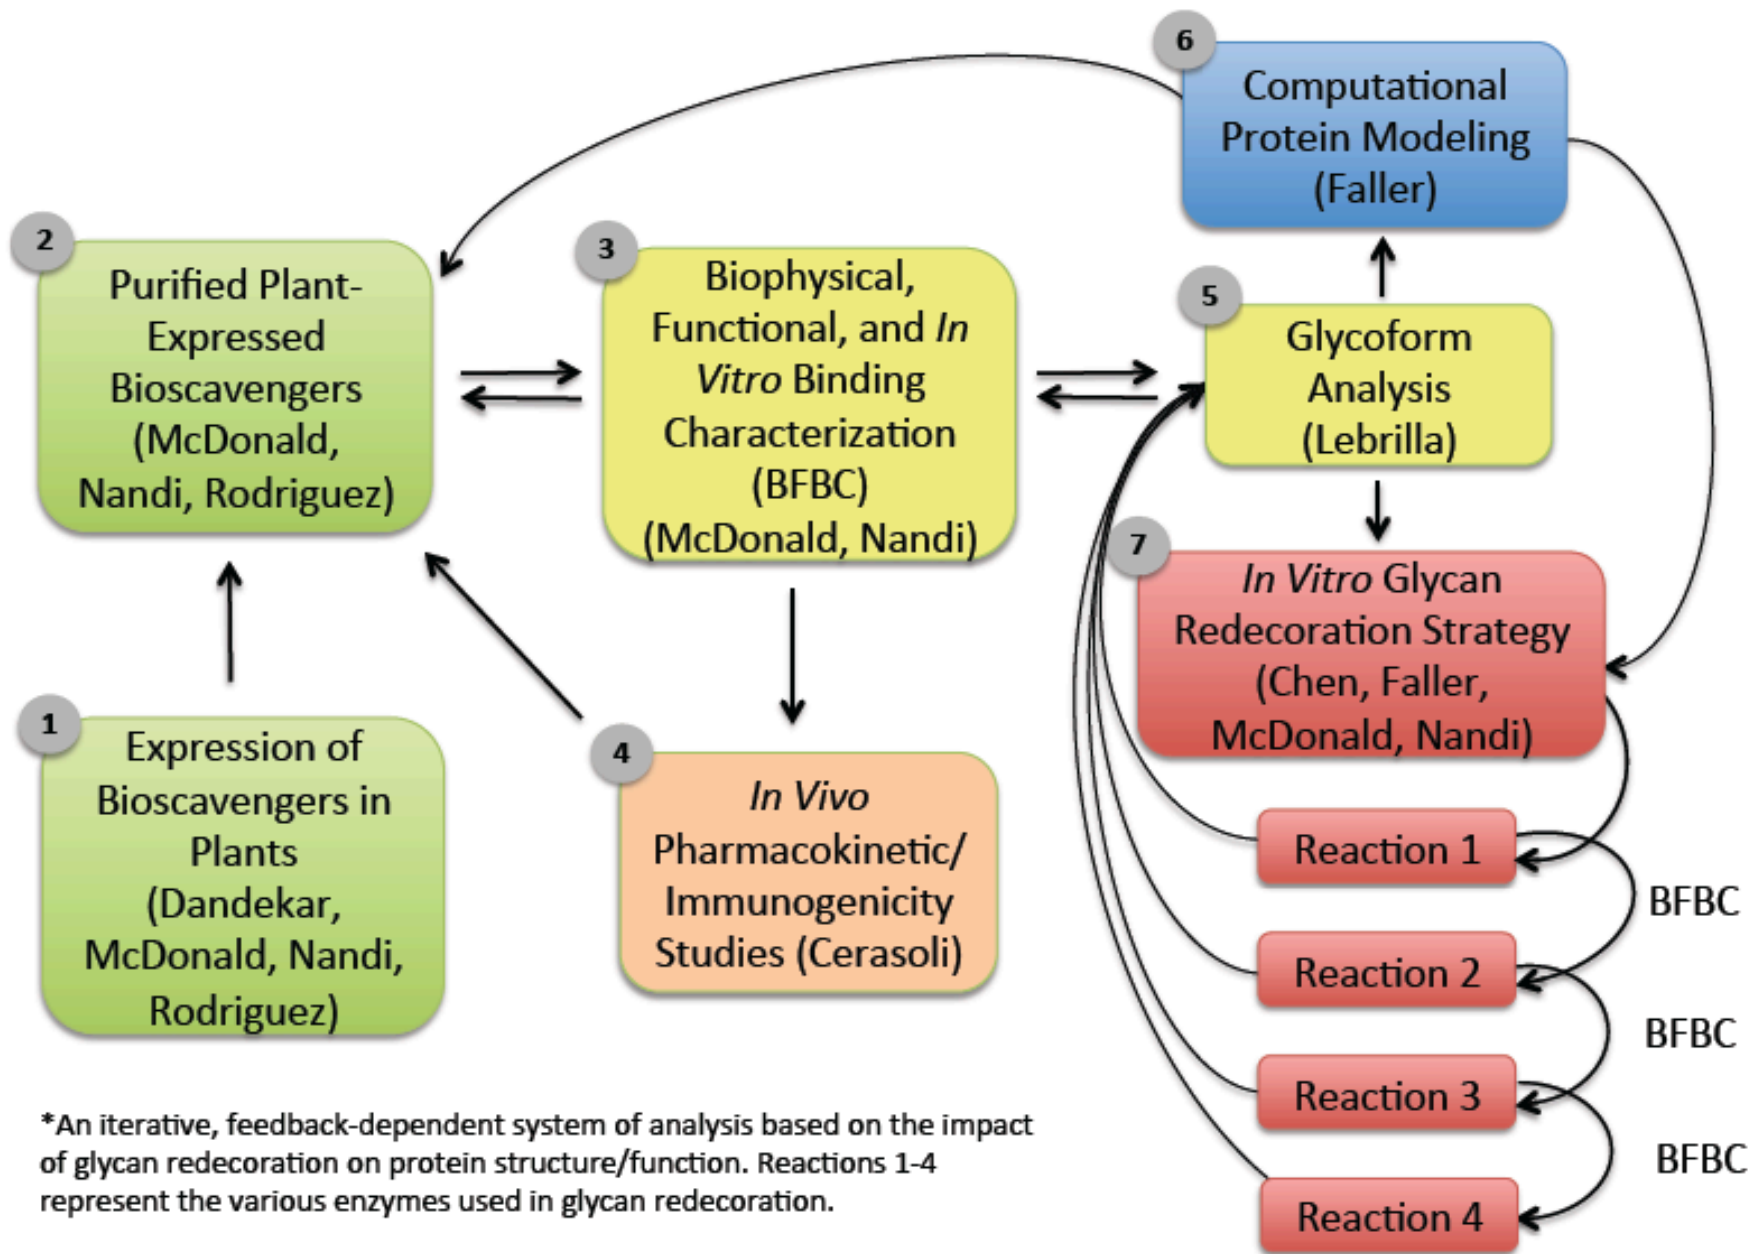 6
Computational
Protein Modeling
(Faller)
2
Purified Plant-
Expressed
Bioscavengers
(McDonald,
Nandi, Rodriguez)
3
Biophysical,
Functional, and In
Vitro Binding
Characterization
(BFBC)
(McDonald, Nandi)
5
Glycoform
Analysis
(Lebrilla)
7
In Vitro Glycan
Redecoration Strategy
(Chen, Faller,
McDonald, Nandi)
1
Expression of
Bioscavengers in
Plants
(Dandekar,
McDonald, Nandi,
Rodriguez)
4
In Vivo
Pharmacokinetic/
Immunogenicity
Studies (Cerasoli)
Reaction 1
BFBC
Reaction 2
BFBC
Reaction 3
BFBC
Reaction 4
*An iterative, feedback-dependent system of analysis based on the impact
of glycan redecoration on protein structure/function. Reactions 1-4
represent the various enzymes used in glycan redecoration.